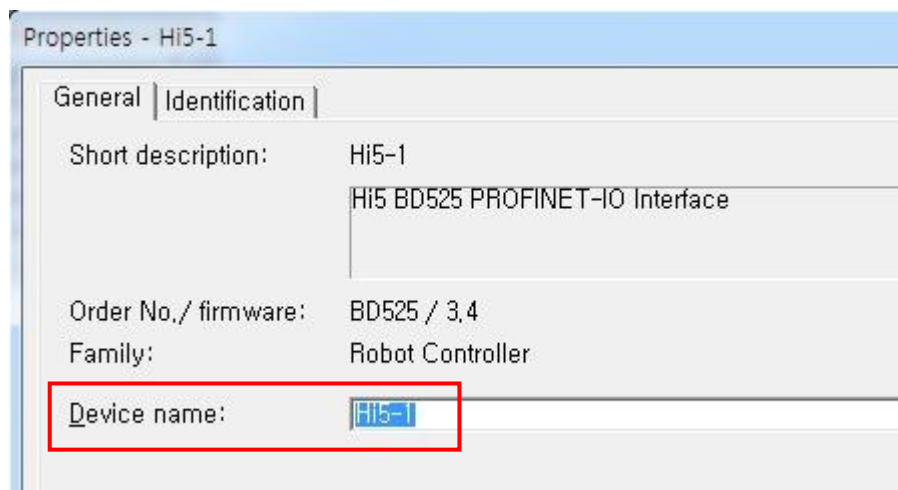 Properties - Hi5-1
General Identification
Short description: Hi5-1
Hi5 BD525 PROFINET-IO Interface
Order No./ firmware: BD525 / 3.4
Family: Robot Controller
Device name: Hi5-1